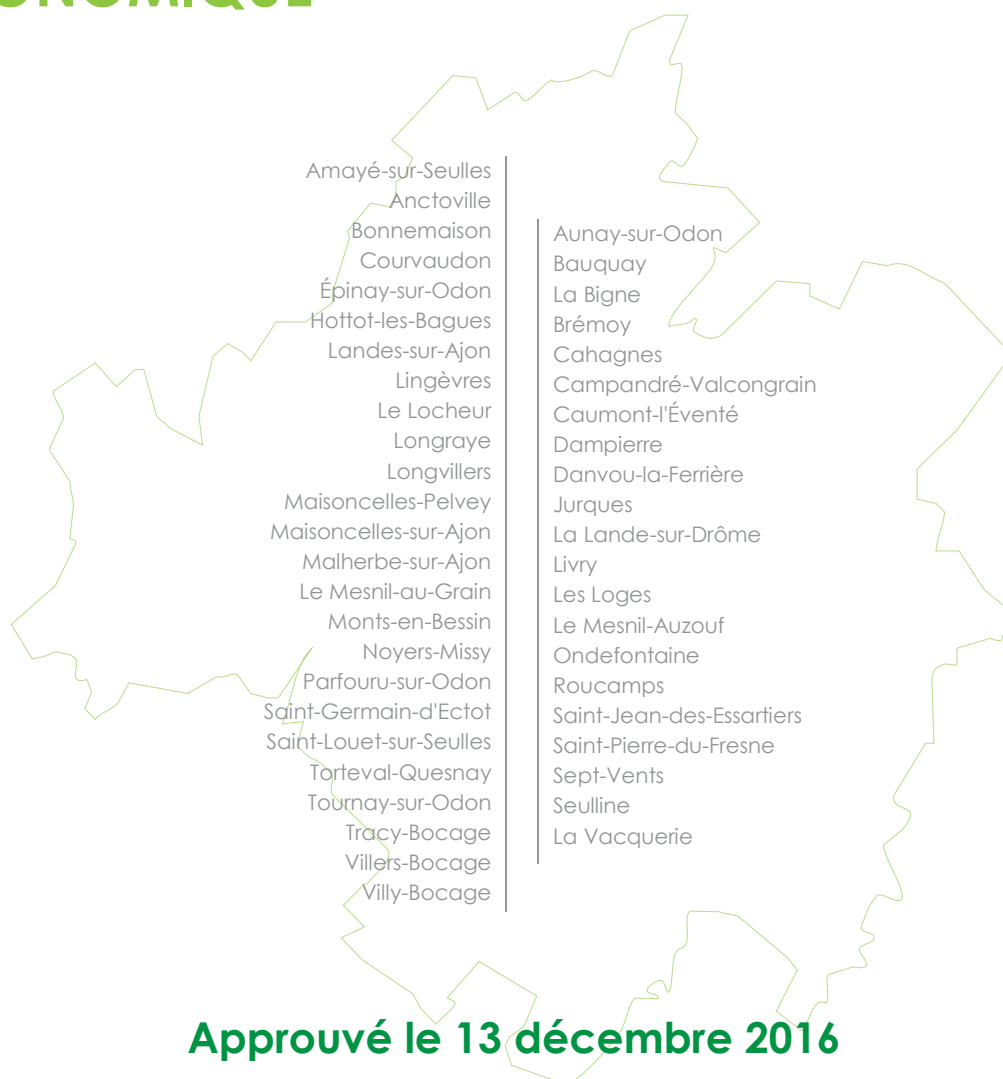 Amayé-sur-Seulles
Anctoville
Bonnemaison
Courvaudon
Épinay-sur-Odon
Hottot-les-Bagues
Landes-sur-Ajon
Lingèvres
Le Locheur
Longraye
Longvillers
Maisoncelles-Pelvey
Maisoncelles-sur-Ajon
Malherbe-sur-Ajon
Le Mesnil-au-Grain
Monts-en-Bessin
Noyers-Missy
Parfouru-sur-Odon
Saint-Germain-d'Ectot
Saint-Louet-sur-Seulles
Torteval-Quesnay
Tournay-sur-Odon
Tracy-Bocage
Villers-Bocage
Villy-Bocage
Aunay-sur-Odon
Bauquay
La Bigne
Brémoy
Cahagnes
Campandré-Valcongrain
Caumont-l'Éventé
Dampierre
Danvou-la-Ferrière
Jurques
La Lande-sur-Drôme
Livry
Les Loges
Le Mesnil-Auzouf
Ondefontaine
Roucamps
Saint-Jean-des-Essartiers
Saint-Pierre-du-Fresne
Sept-Vents
Seulline
La Vacquerie
Approuvé le 13 décembre 2016